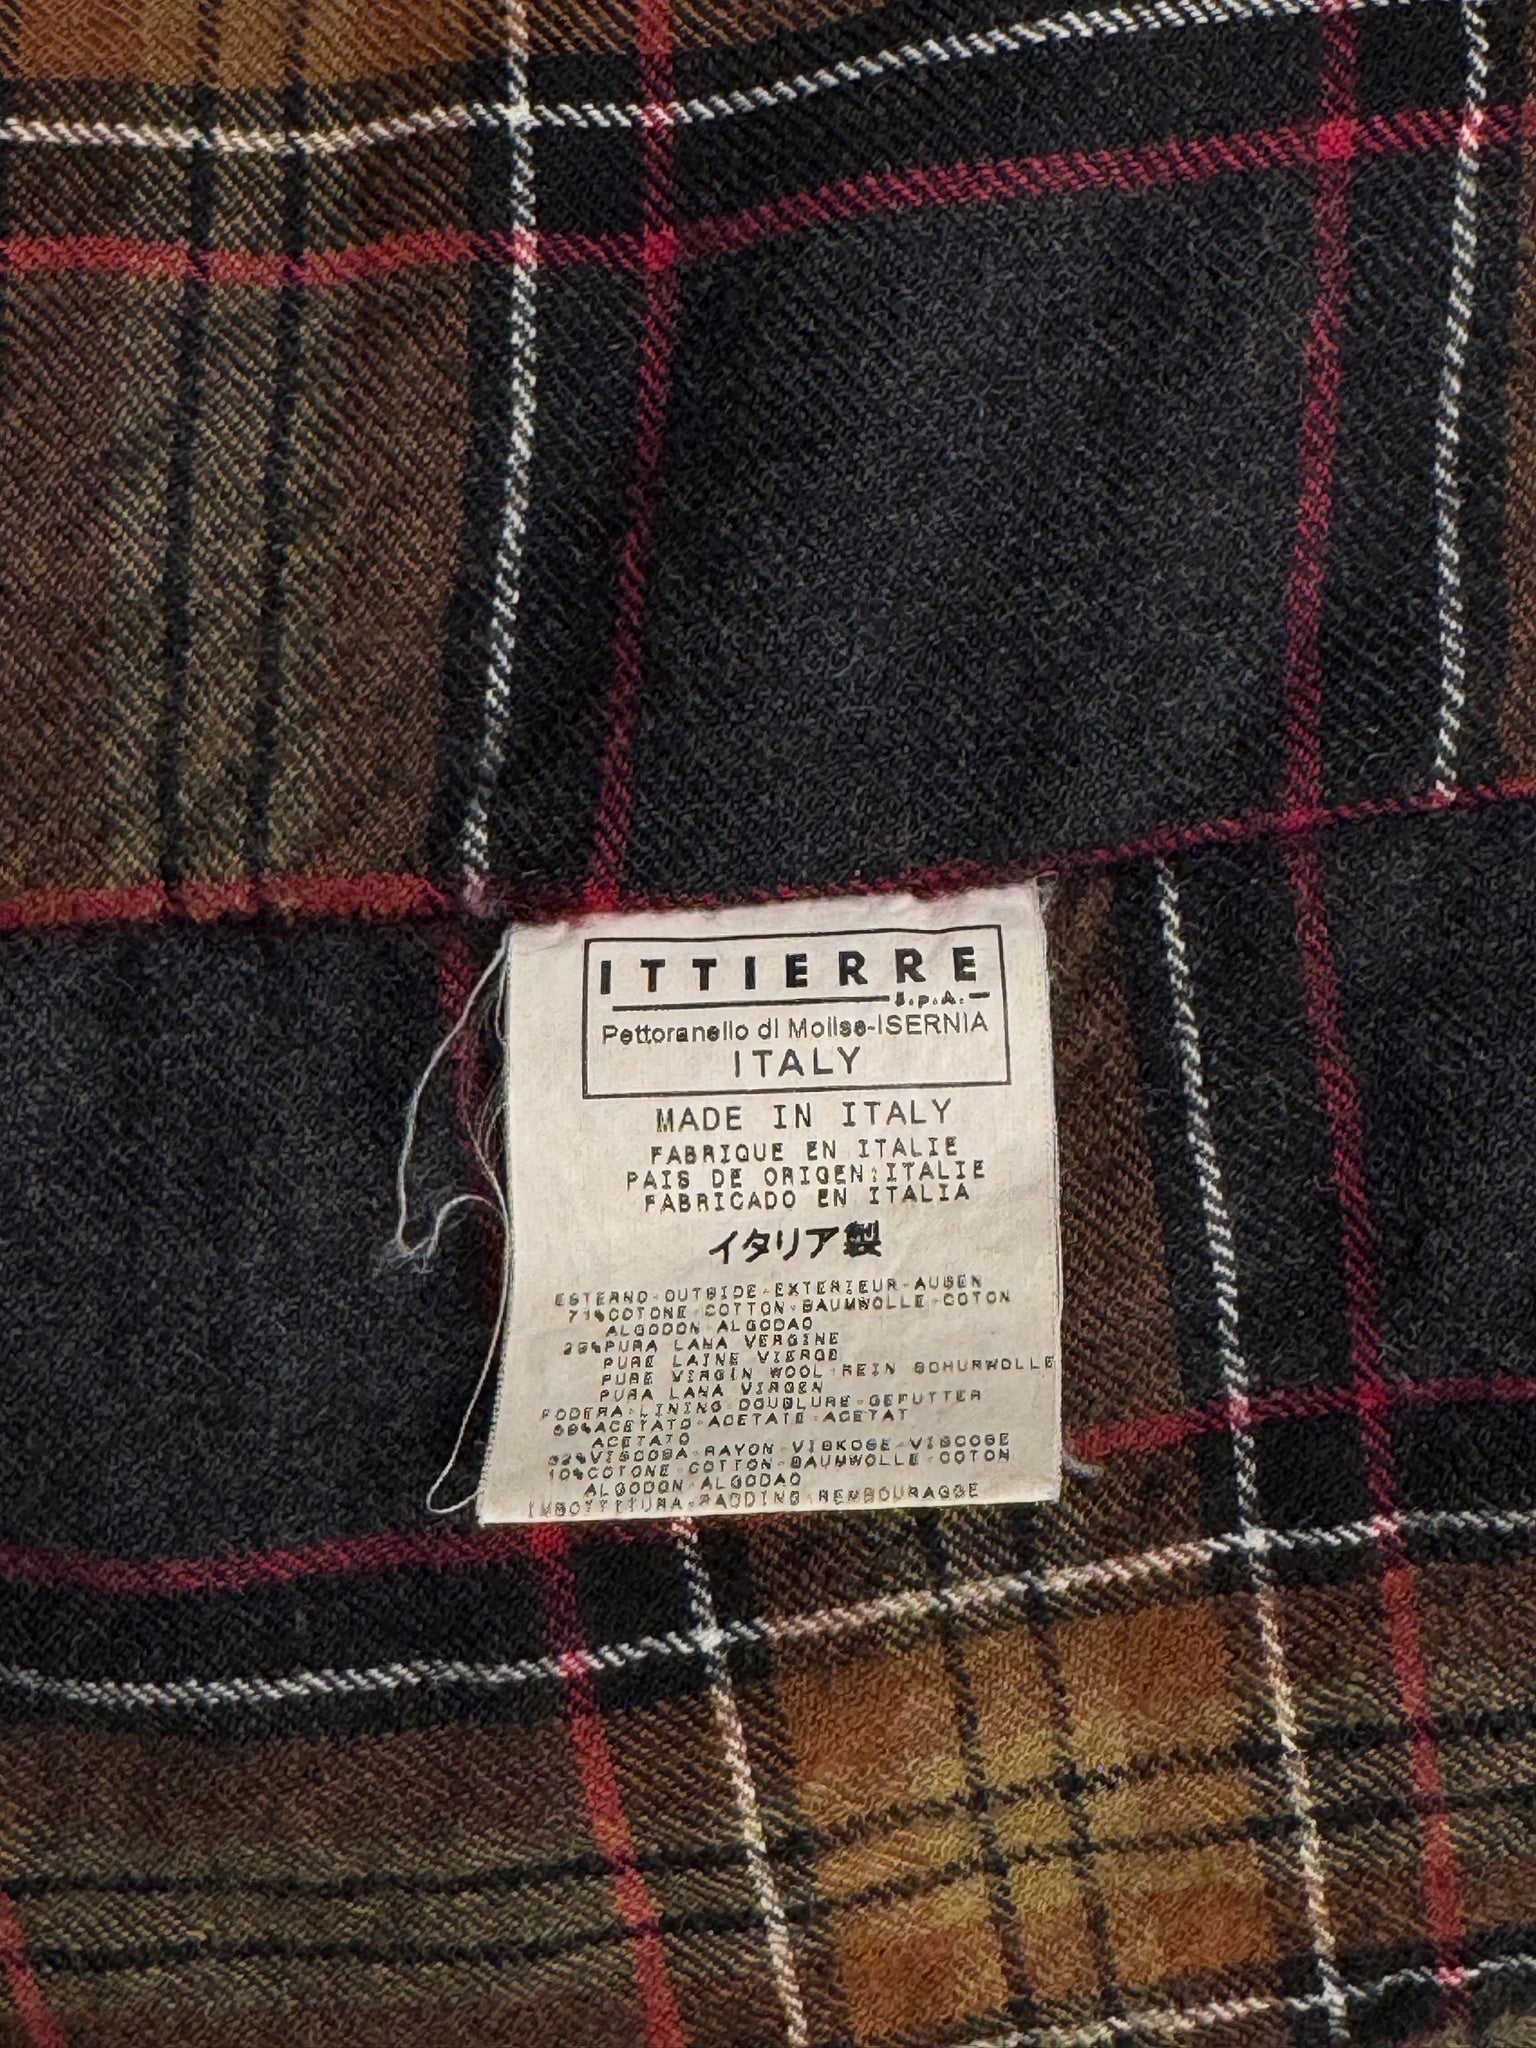 ITTIERRE
S.p.A.
Pettoranello di Molise-ISERNIA
ITALY
MADE IN ITALY
FABRIQUE EN ITALIE
PAIS DE ORIGEN:ITALIE
FABRICADO EN ITALIA
イタリア製
ESTERNO-OUTSIDE-EXTERIEUR-AUSEN
71%COTONE-COTTON-BAUMWOLLE-COTON
ALGODON-ALGODAO
29%PURA LANA VERGINE
PURE LAINE VIERGE
PURE VIRGIN WOOL-REIN SCHURWOLLE
PURA LANA VIRGEN
FODERA-LINING-DOUBLURE-GEFUTTER
58%ACETATO-ACETATE-ACETAT
ACETATO
32%VISCOSA-RAYON-VISKOSE-VISCOSE
10%COTONE-COTTON-BAUMWOLLE-COTON
ALGODON-ALGODAO
IMBOTTITURA-PADDING-REMBOURAGGE